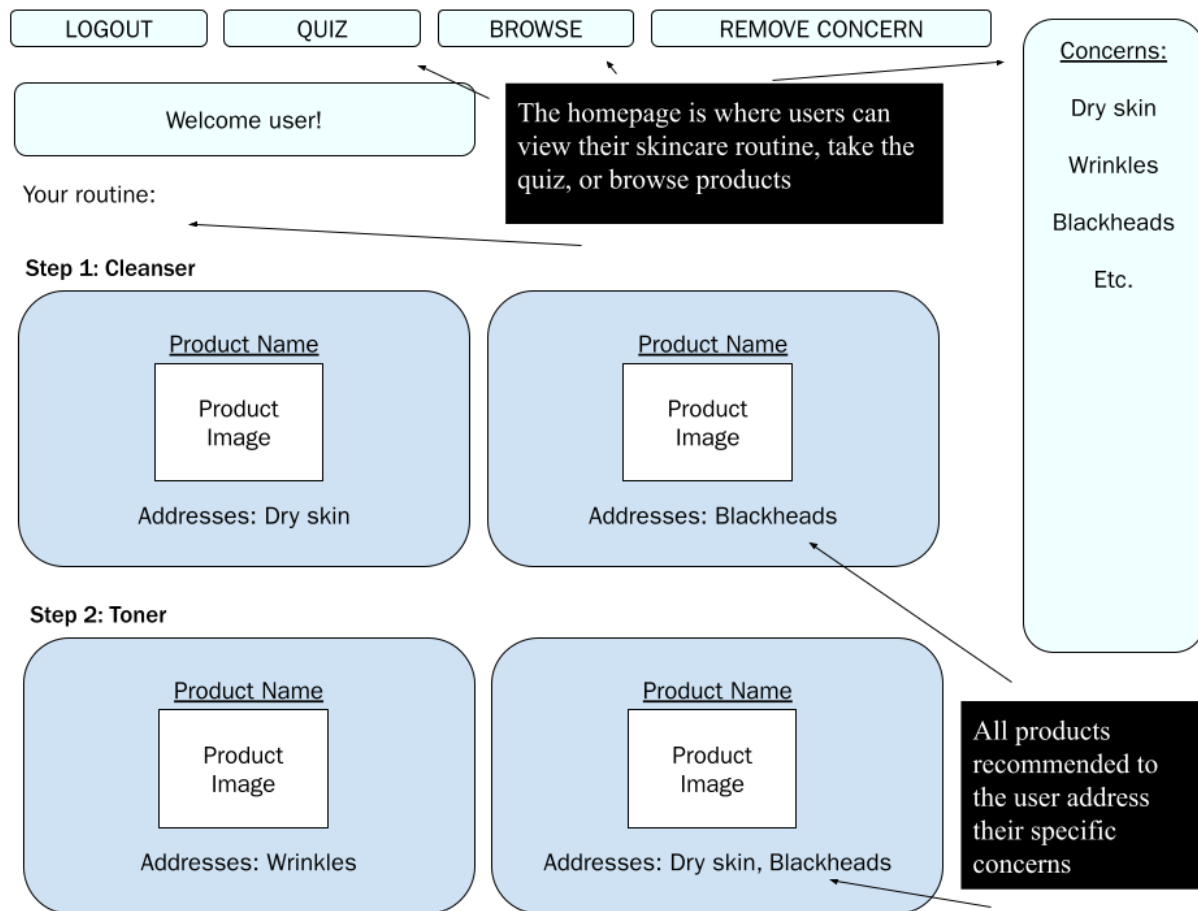 LOGOUT
QUIZ
BROWSE
REMOVE CONCERN
Concerns:
Dry skin
Wrinkles
Blackheads
Etc.
Welcome user!
The homepage is where users can
view their skincare routine, take the
quiz, or browse products
Your routine:
Step 1: Cleanser
Product Name
Product
Image
Addresses: Dry skin
Product Name
Product
Image
Addresses: Blackheads
Step 2: Toner
Product Name
Product
Image
Addresses: Wrinkles
Product Name
Product
Image
Addresses: Dry skin, Blackheads
All products
recommended to
the user address
their specific
concerns